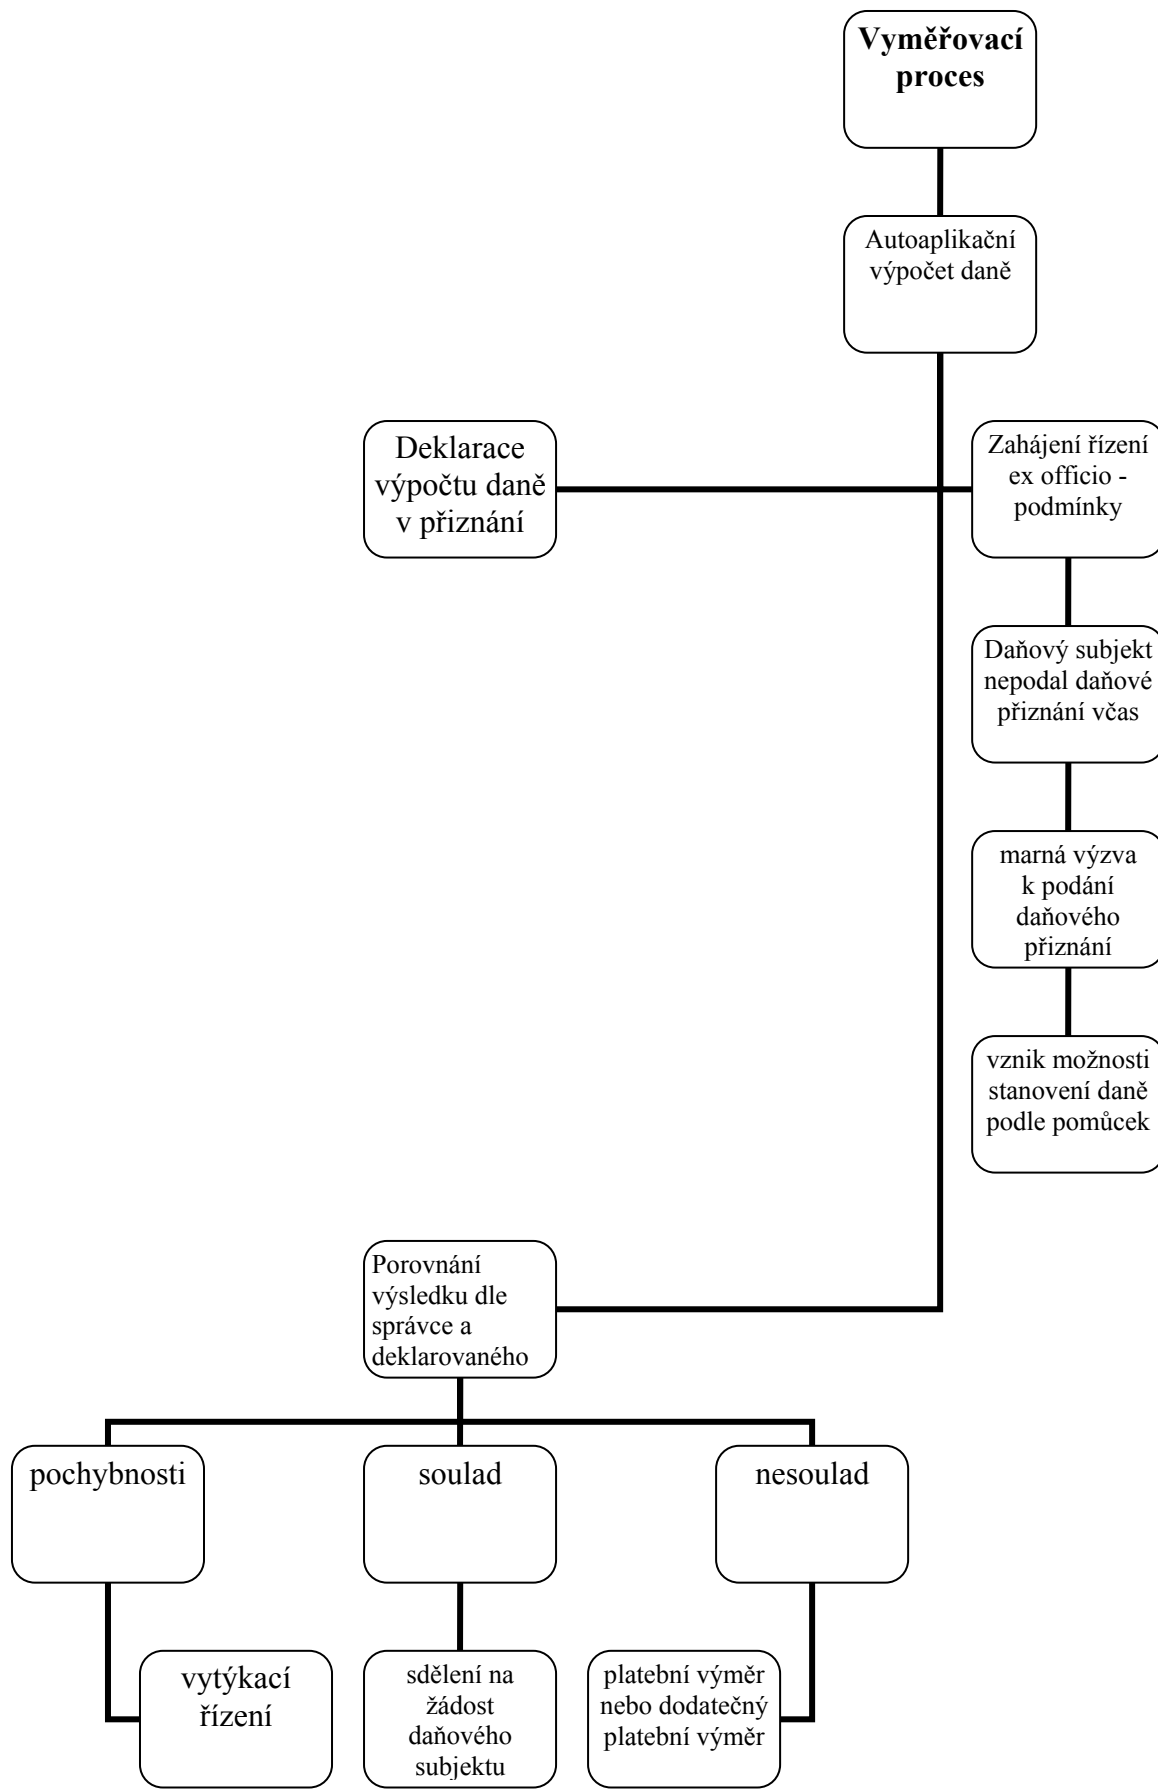 Vyměřovací
proces
Autoaplikační
výpočet daně
Deklarace
výpočtu daně
v přiznání
Zahájení řízení
ex officio -
podmínky
Daňový subjekt
nepodal daňové
přiznání včas
marná výzva
k podání
daňového
přiznání
vznik možnosti
stanovení daně
podle pomůcek
Porovnání
výsledku dle
správce a
deklarovaného
pochybnosti
soulad
nesoulad
vytýkací
řízení
sdělení na
žádost
daňového
subjektu
platební výměr
nebo dodatečný
platební výměr